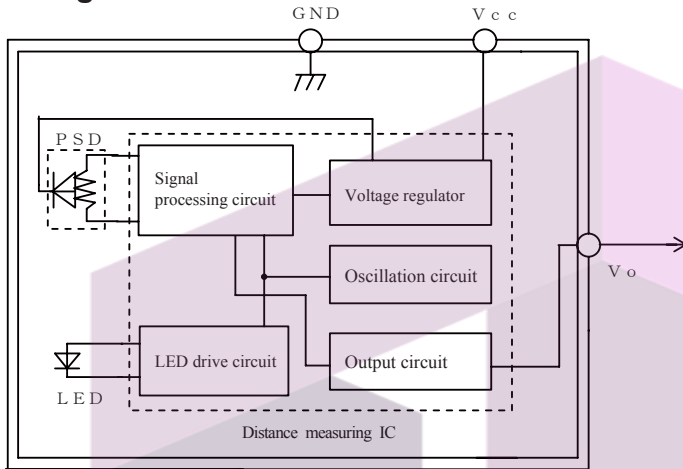 GND
Vcc
PSD
Signal
processing circuit
Voltage regulator
Oscillation circuit
Vo
LED drive circuit
Output circuit
LED
Distance measuring IC